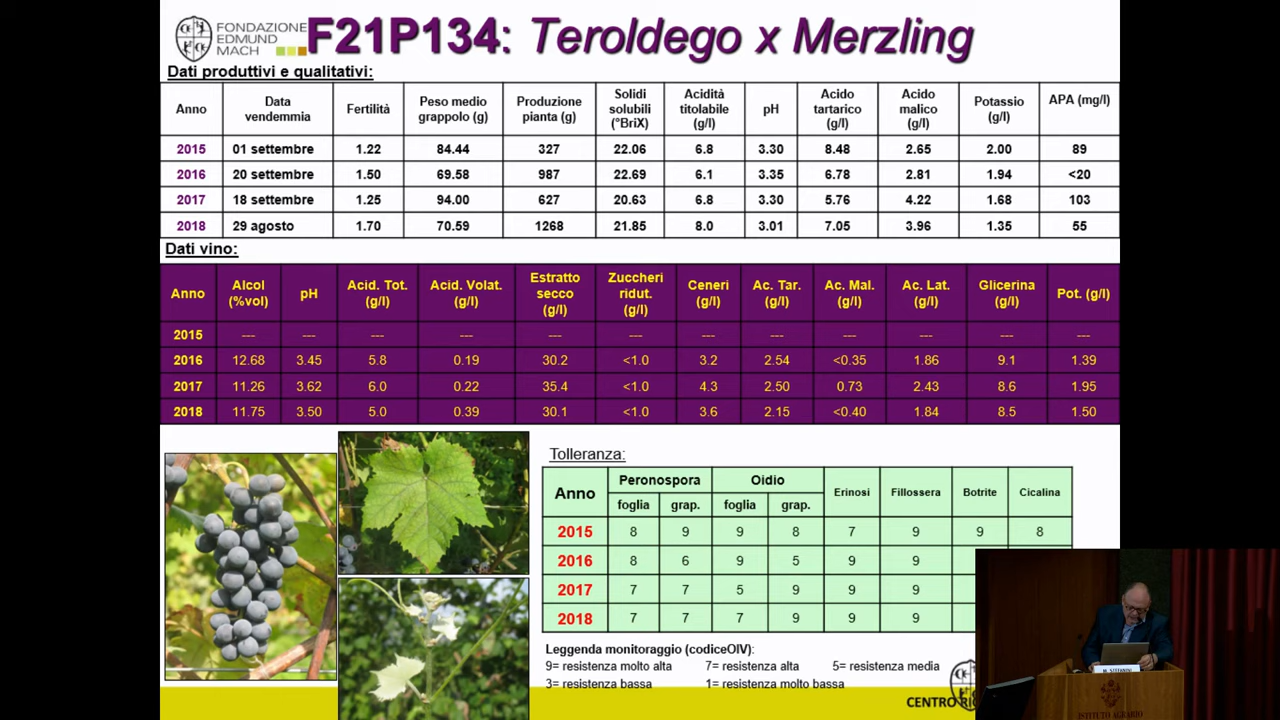 FONDAZIONE
EDMUND
MACH
F21P134: Teroldego x Merzling
Dati produttivi e qualitativi:
Anno Data vendemmia Fertilità Peso medio grappolo (g) Produzione pianta (g) Solidi solubili (°BriX) Acidità titolabile (g/l) pH Acido tartarico (g/l) Acido malico (g/l) Potassio (g/l) APA (mg/l)
2015 01 settembre 1.22 84.44 327 22.06 6.8 3.30 8.48 2.65 2.00 89
2016 20 settembre 1.50 69.58 987 22.69 6.1 3.35 6.78 2.81 1.94 <20
2017 18 settembre 1.25 94.00 627 20.63 6.8 3.30 5.76 4.22 1.68 103
2018 29 agosto 1.70 70.59 1268 21.85 8.0 3.01 7.05 3.96 1.35 55
Dati vino:
Anno Alcol (%vol) pH Acid. Tot. (g/l) Acid. Volat. (g/l) Estratto secco (g/l) Zuccheri ridut. (g/l) Ceneri (g/l) Ac. Tar. (g/l) Ac. Mal. (g/l) Ac. Lat. (g/l) Glicerina (g/l) Pot. (g/l)
2015 --- --- --- --- --- --- --- --- --- --- --- ---
2016 12.68 3.45 5.8 0.19 30.2 <1.0 3.2 2.54 <0.35 1.86 9.1 1.39
2017 11.26 3.62 6.0 0.22 35.4 <1.0 4.3 2.50 0.73 2.43 8.6 1.95
2018 11.75 3.50 5.0 0.39 30.1 <1.0 3.6 2.15 <0.40 1.84 8.5 1.50
Tolleranza:
Anno Peronospora Oidio Erinosi Fillossera Botrite Cicalina
foglia grap. foglia grap.
2015 8 9 9 8 7 9 9 8
2016 8 6 9 5 9 9
2017 7 7 5 9 9 9
2018 7 7 7 9 9 9
Leggenda monitoraggio (codiceOIV):
9= resistenza molto alta 7= resistenza alta 5= resistenza media
3= resistenza bassa 1= resistenza molto bassa
CENTRO
ISTITUTO AGRARIO